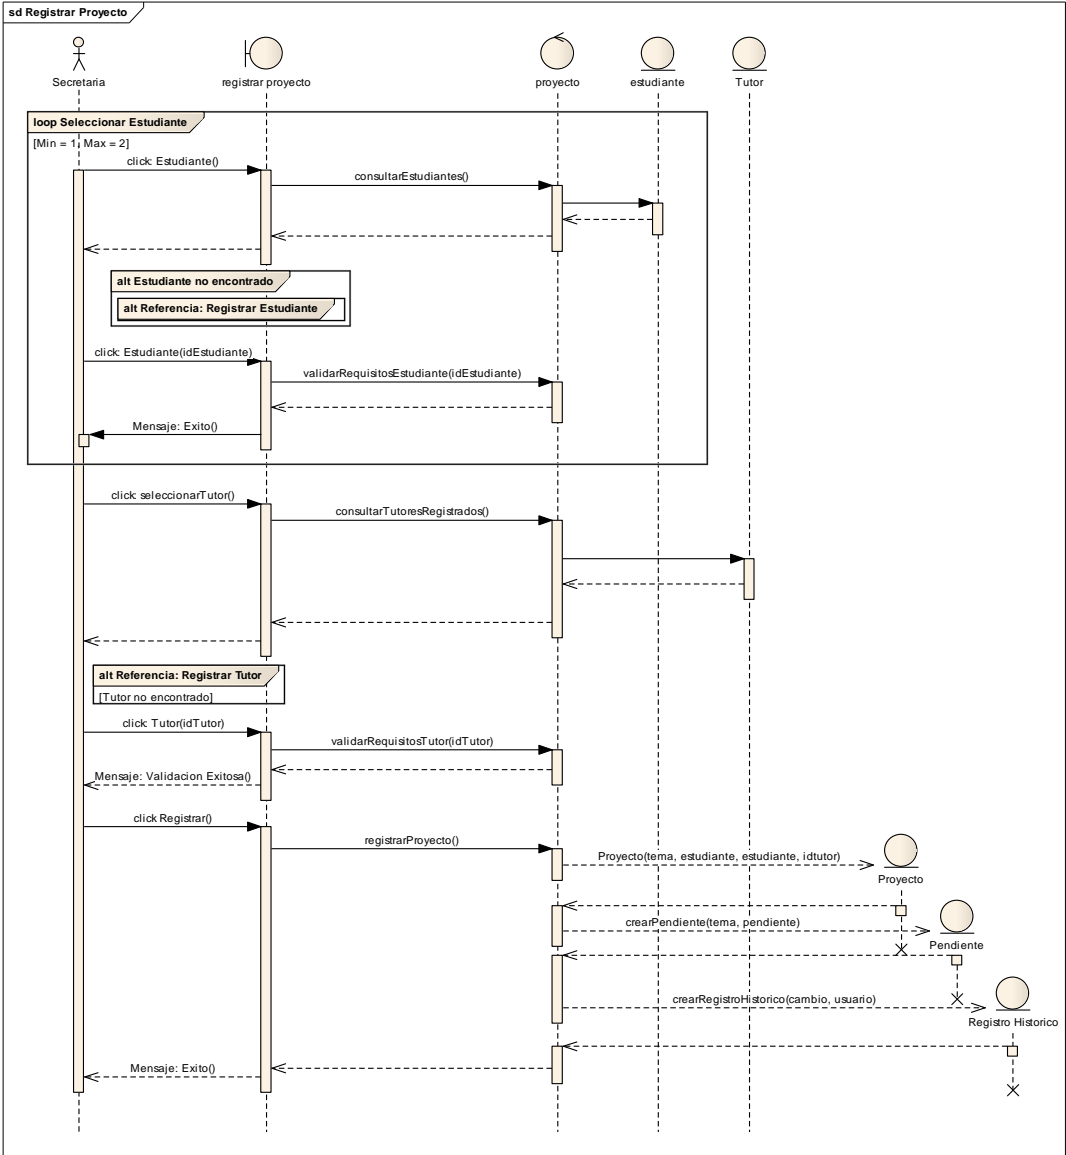 sd Registrar Proyecto
Secretaria
registrar proyecto
proyecto
estudiante
Tutor
loop Seleccionar Estudiante
[Min = 1, Max = 2]
click: Estudiante()
consultarEstudiantes()
alt Estudiante no encontrado
alt Referencia: Registrar Estudiante
click: Estudiante(idEstudiante)
validarRequisitosEstudiante(idEstudiante)
Mensaje: Exito()
click: seleccionarTutor()
consultarTutoresRegistrados()
alt Referencia: Registrar Tutor
[Tutor no encontrado]
click: Tutor(idTutor)
validarRequisitosTutor(idTutor)
Mensaje: Validacion Exitosa()
click Registrar()
registrarProyecto()
Proyecto(tema, estudiante, estudiante, idtutor)
Proyecto
crearPendiente(tema, pendiente)
Pendiente
crearRegistroHistorico(cambio, usuario)
Registro Historico
Mensaje: Exito()